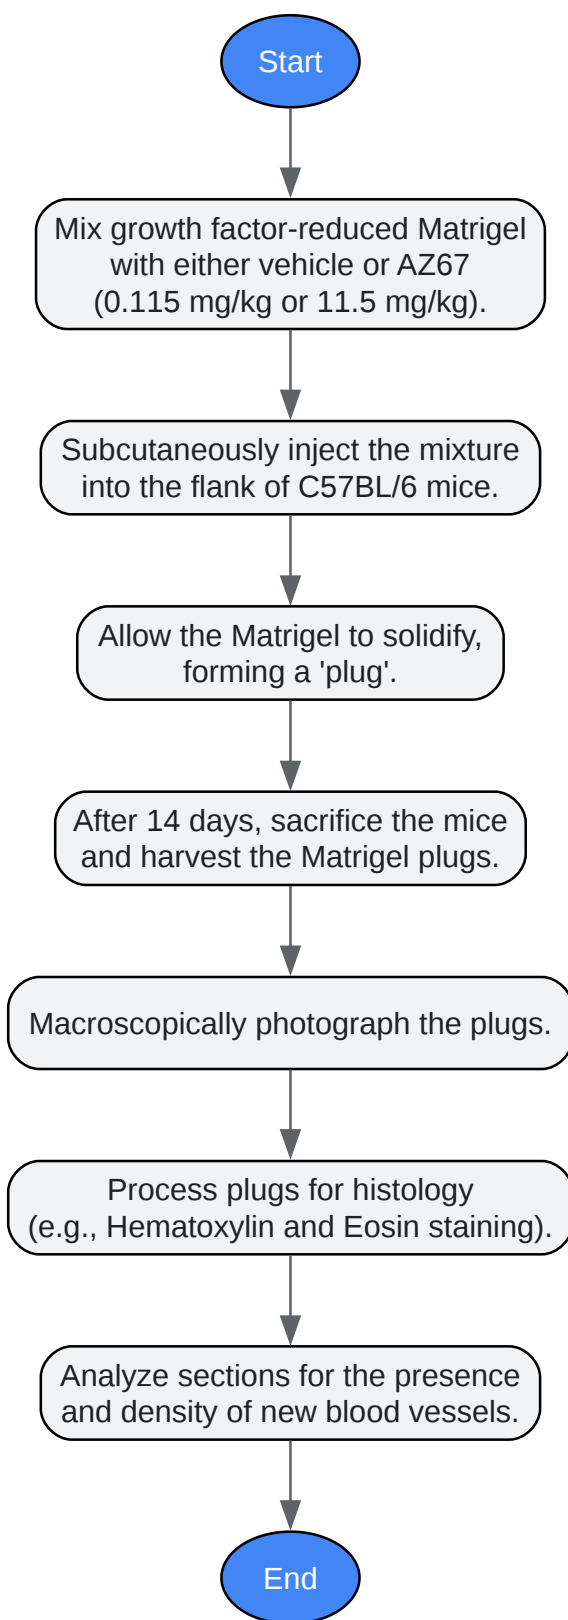 Start
Mix growth factor-reduced Matrigel
with either vehicle or AZ67
(0.115 mg/kg or 11.5 mg/kg).
Subcutaneously inject the mixture
into the flank of C57BL/6 mice.
Allow the Matrigel to solidify,
forming a 'plug'.
After 14 days, sacrifice the mice
and harvest the Matrigel plugs.
Macroscopically photograph the plugs.
Process plugs for histology
(e.g., Hematoxylin and Eosin staining).
Analyze sections for the presence
and density of new blood vessels.
End